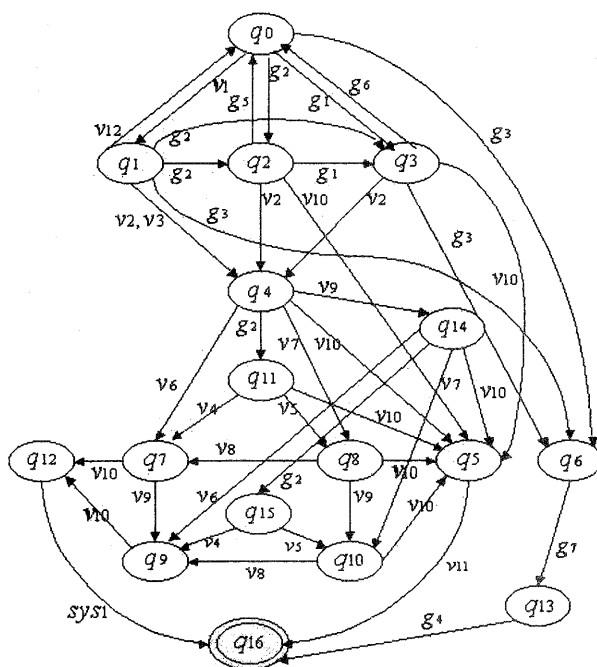 q0
v1 g5 g2 g1 g6
v12 g2 g3
q1 g2 q2 g1 q3
v2, v3 v2 v10 g3 v2 g3
v10
q4 v9 q14
g2 v7 v10
v6 q11 v7 v10
v4 v5 v10
q12 v10 q7 v8 q8 v10 q5 q6
v9 v6 g2 v9
v10 q15 v10
v4 v5 g7
q9 v8 q10 v11
sys1 q13
q16 g4